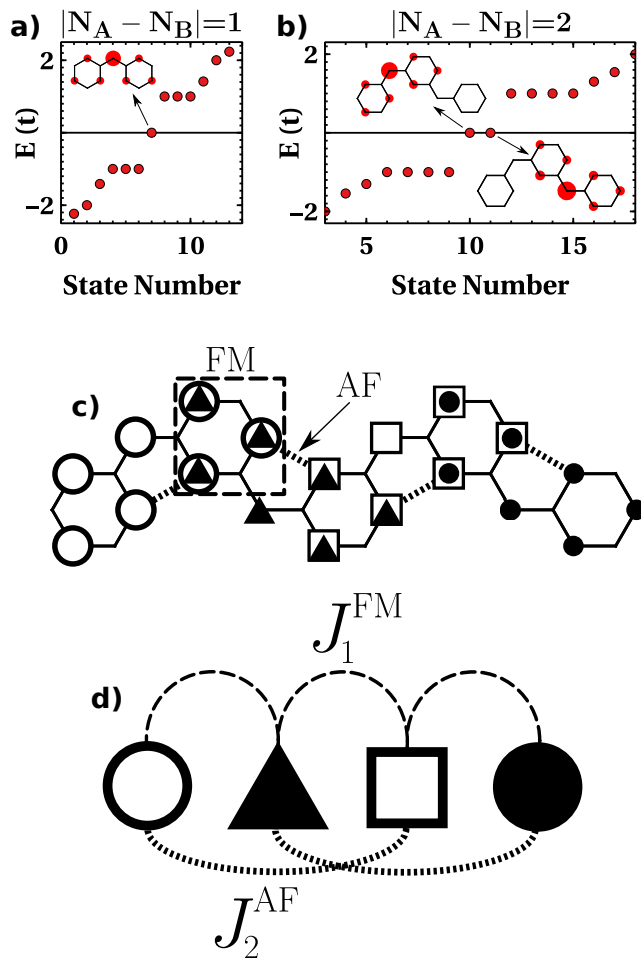 a) |N_A − N_B|=1
b) |N_A − N_B|=2
2
−2
E (t)
0
10
State Number
2
0
−2
5
10
15
State Number
c)
FM
AF
J_1^FM
d)
J_2^AF